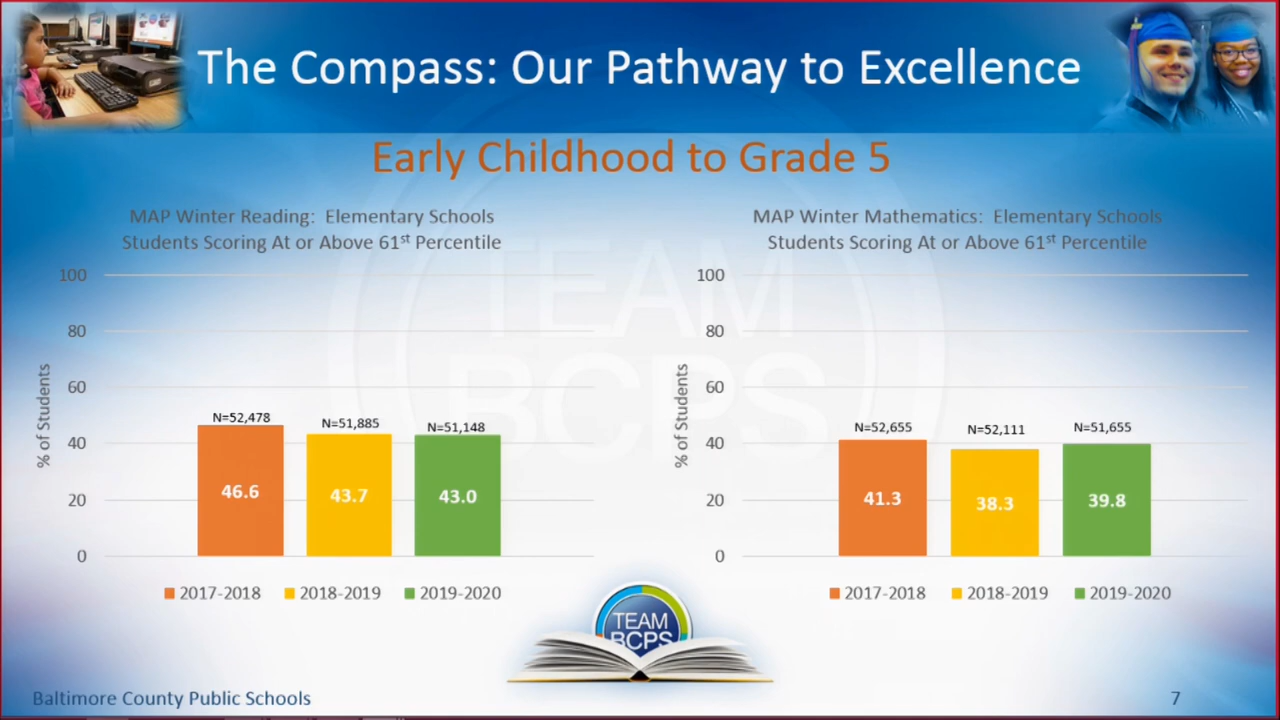 The Compass: Our Pathway to Excellence
Early Childhood to Grade 5
MAP Winter Reading: Elementary Schools
Students Scoring At or Above 61st Percentile
100
80
60
40
20
0
% of Students
N=52,478
N=51,885
N=51,148
46.6
43.7
43.0
2017-2018
2018-2019
2019-2020
MAP Winter Mathematics: Elementary Schools
Students Scoring At or Above 61st Percentile
100
80
60
40
20
0
% of Students
N=52,655
N=52,111
N=51,655
41.3
38.3
39.8
2017-2018
2018-2019
2019-2020
TEAM
BCPS
TEAM
BCPS
Baltimore County Public Schools
7